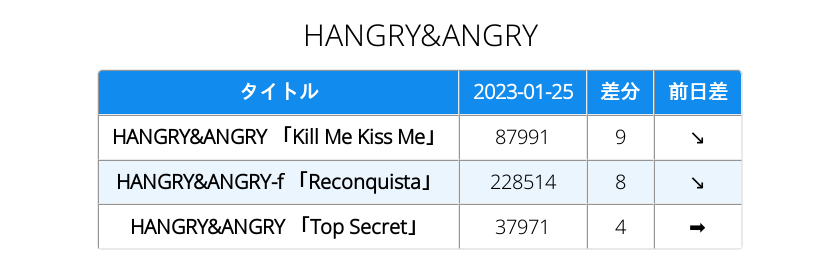 HANGRY&ANGRY
タイトル 2023-01-25 差分 前日差
HANGRY&ANGRY 「Kill Me Kiss Me」 87991 9 ↘
HANGRY&ANGRY-f 「Reconquista」 228514 8 ↘
HANGRY&ANGRY 「Top Secret」 37971 4 ➡